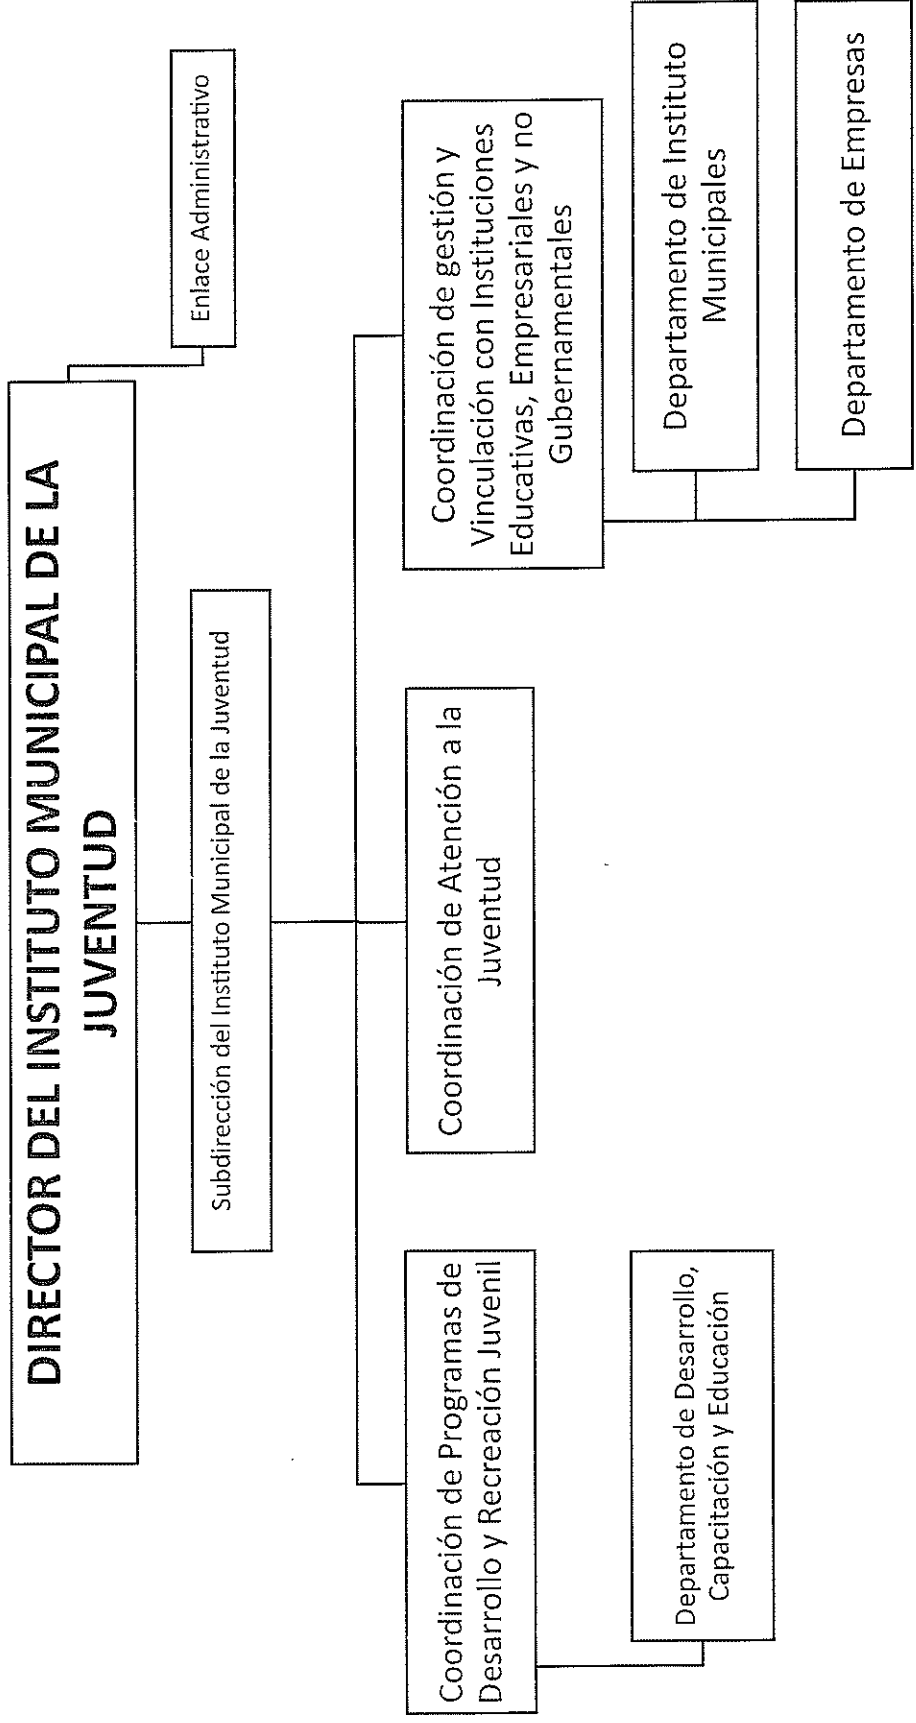 DIRECTOR DEL INSTITUTO MUNICIPAL DE LA
JUVENTUD
Enlace Administrativo
Subdirección del Instituto Municipal de la Juventud
Coordinación de Programas de
Desarrollo y Recreación Juvenil
Departamento de Desarrollo,
Capacitación y Educación
Coordinación de Atención a la
Juventud
Coordinación de gestión y
Vinculación con Instituciones
Educativas, Empresariales y no
Gubernamentales
Departamento de Instituto
Municipales
Departamento de Empresas